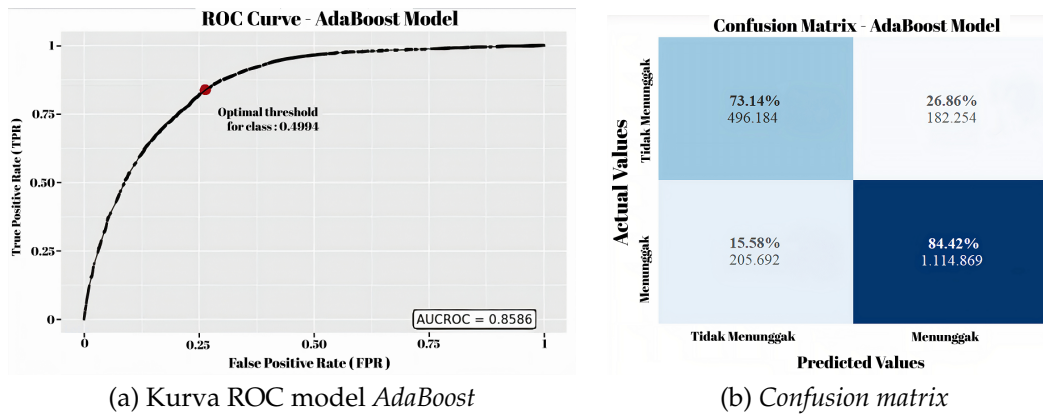 ROC Curve - AdaBoost Model
True Positive Rate ( TPR )
1
0.75
0.50
0.25
0
Optimal threshold
for class : 0.4994
AUCROC = 0.8586
0
0.25
0.50
0.75
1
False Positive Rate ( FPR )
(a) Kurva ROC model AdaBoost
Confusion Matrix - AdaBoost Model
Actual Values
Tidak Menunggak
73.14%
496.184
26.86%
182.254
Menunggak
15.58%
205.692
84.42%
1.114.869
Tidak Menunggak
Menunggak
Predicted Values
(b) Confusion matrix